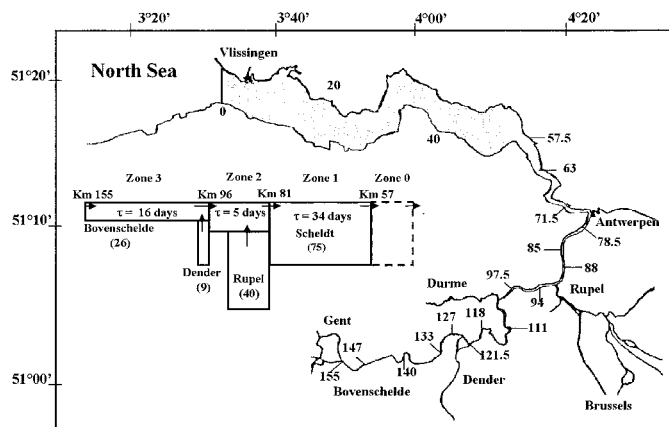 3°20 3°40 4°00 4°20
51°20'
51°10'
51°00'
North Sea
Vlissingen
0
20
40
57.5
63
71.5
Antwerpen
78.5
85
88
Rupel
94
97.5
Durme
111
118
121.5
127
133
Dender
140
Bovenschelde
147
155
Gent
Brussels
Zone 3 Zone 2 Zone 1 Zone 0
Km 155 Km 96 Km 81 Km 57
τ = 16 days τ = 5 days τ = 34 days
Bovenschelde
(26)
Dender
(9)
Rupel
(40)
Scheldt
(75)